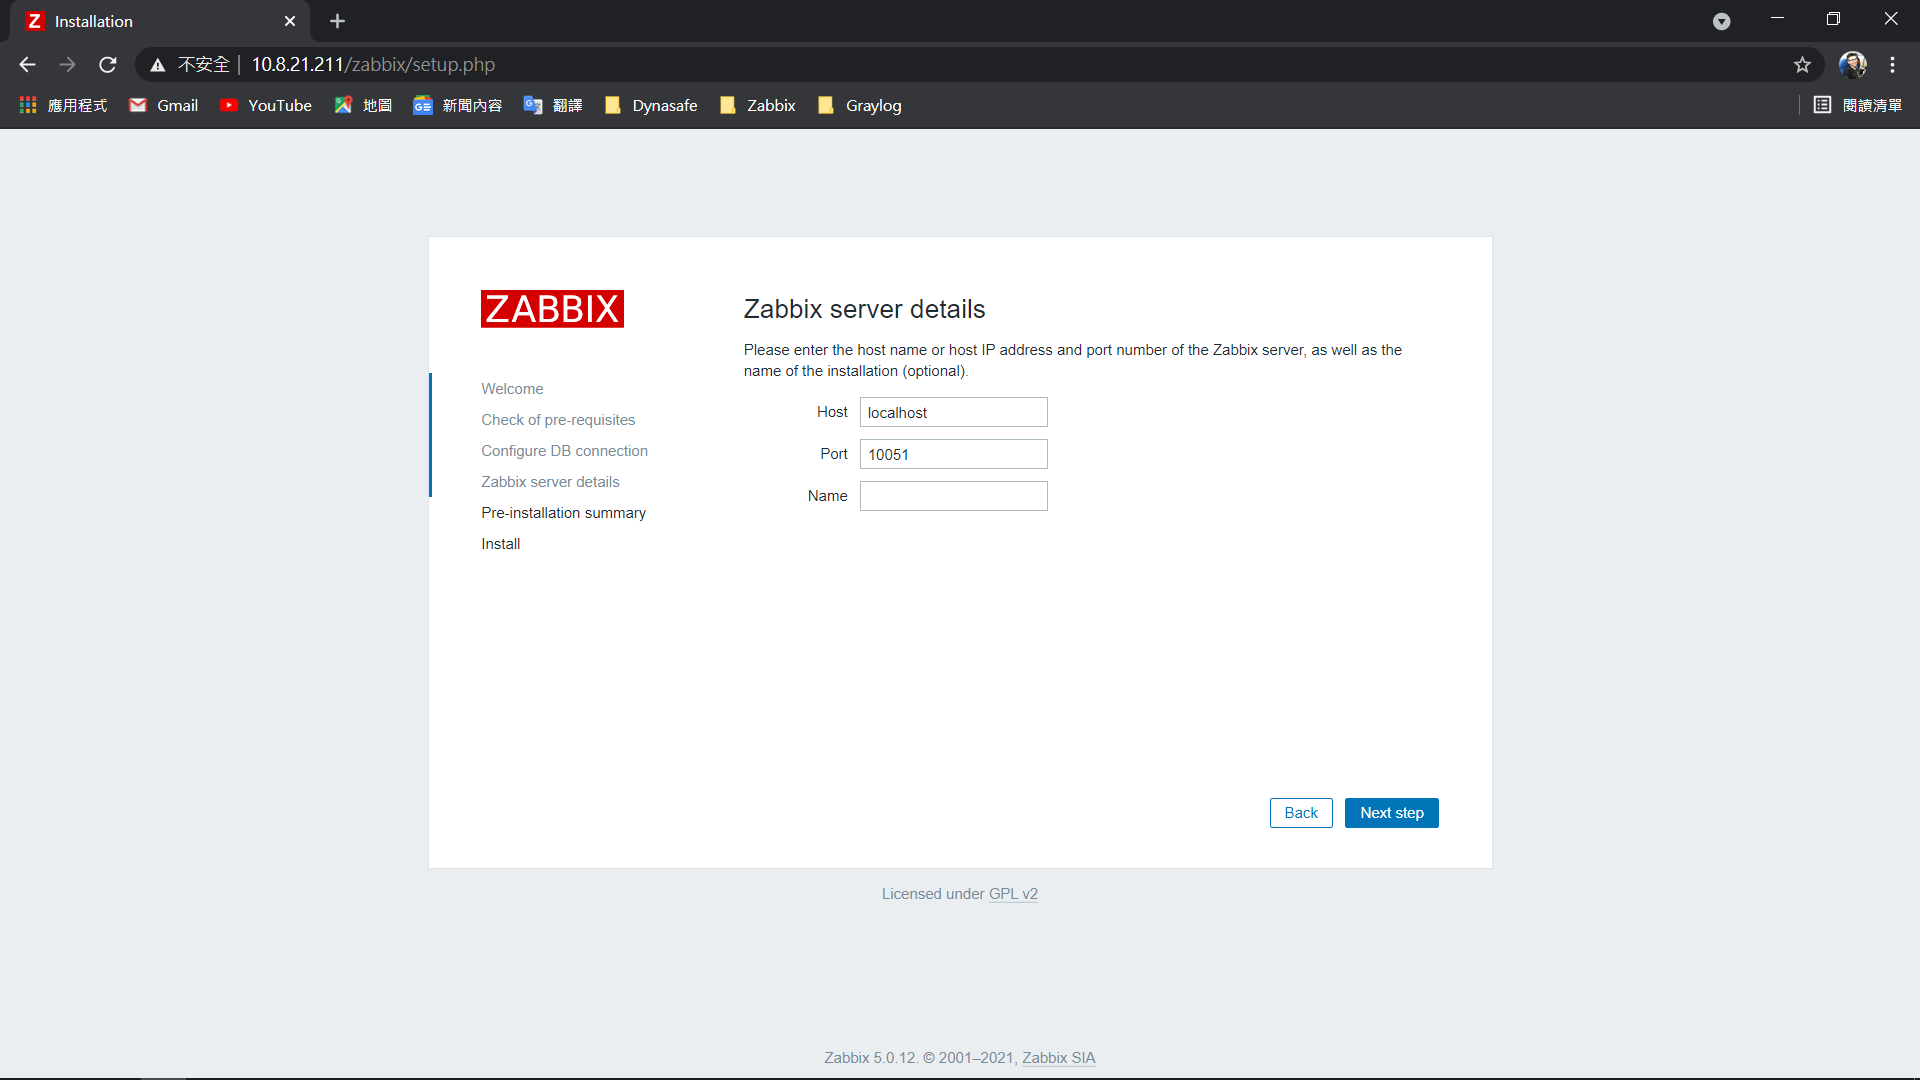 Z Installation
不安全 10.8.21.211/zabbix/setup.php
應用程式 Gmail YouTube 地圖 新聞內容 翻譯 Dynasafe Zabbix Graylog 閱讀清單
ZABBIX
Welcome
Check of pre-requisites
Configure DB connection
Zabbix server details
Pre-installation summary
Install
Zabbix server details
Please enter the host name or host IP address and port number of the Zabbix server, as well as the
name of the installation (optional).
Host localhost
Port 10051
Name
Back Next step
Licensed under GPL v2
Zabbix 5.0.12. © 2001–2021, Zabbix SIA